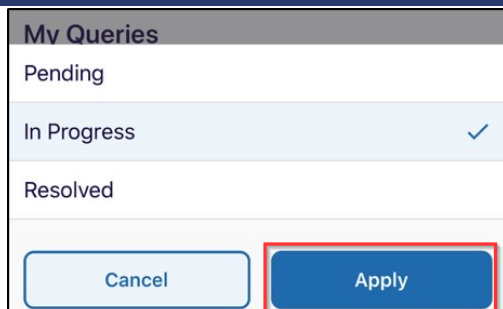 My Queries
Pending
In Progress
Resolved
Cancel Apply